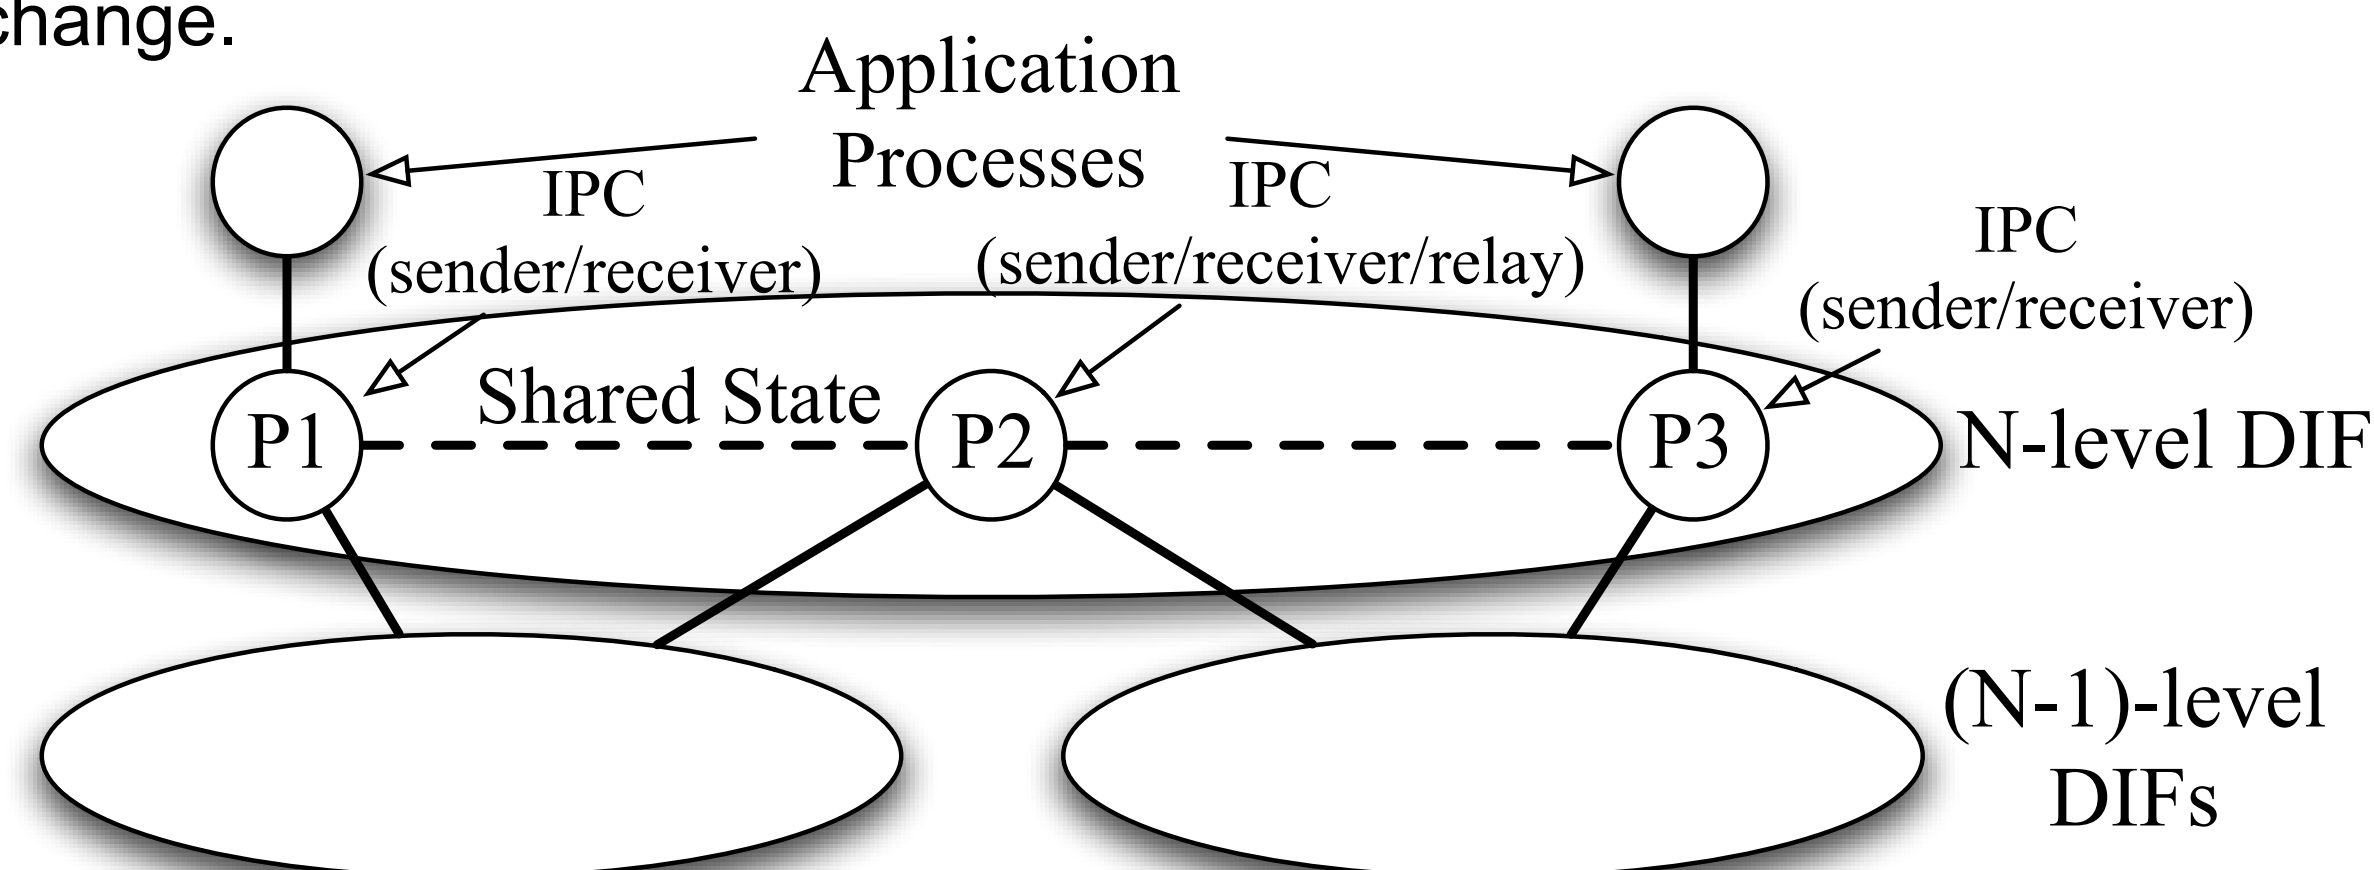 change.
Application
Processes
IPC
(sender/receiver)
IPC
(sender/receiver/relay)
IPC
(sender/receiver)
Shared State
P1
P2
P3
N-level DIF
(N-1)-level
DIFs